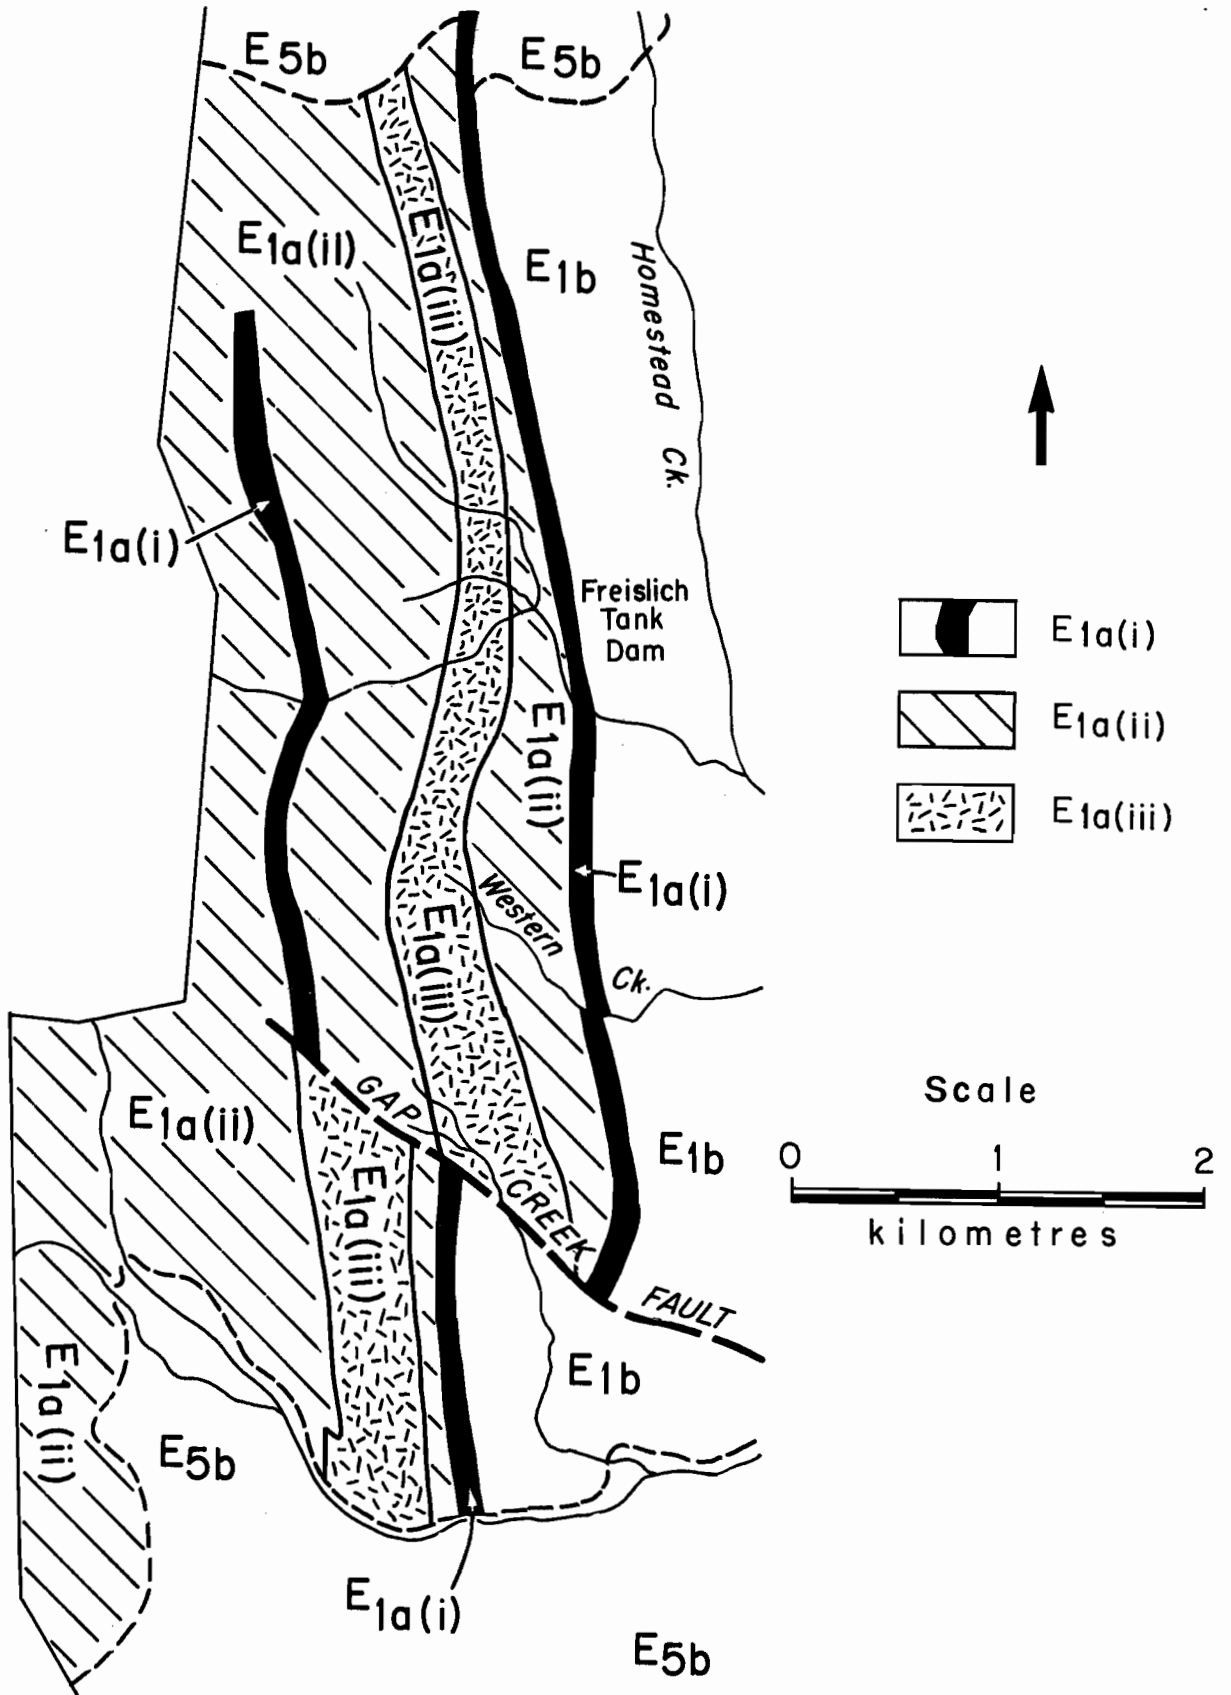 E5b
E5b
E1a(ii)
E1a(iii)
E1b
Homestead Ck.
E1a(i)
Freislich
Tank
Dam
E1a(i)
E1a(ii)
E1a(iii)
E1a(ii)
E1a(i)
Western
Ck.
E1a(iii)
GAP
CREEK
FAULT
E1a(ii)
E1b
Scale
0 1 2
kilometres
E1a(iii)
E1b
E1a(ii)
E5b
E1a(i)
E5b